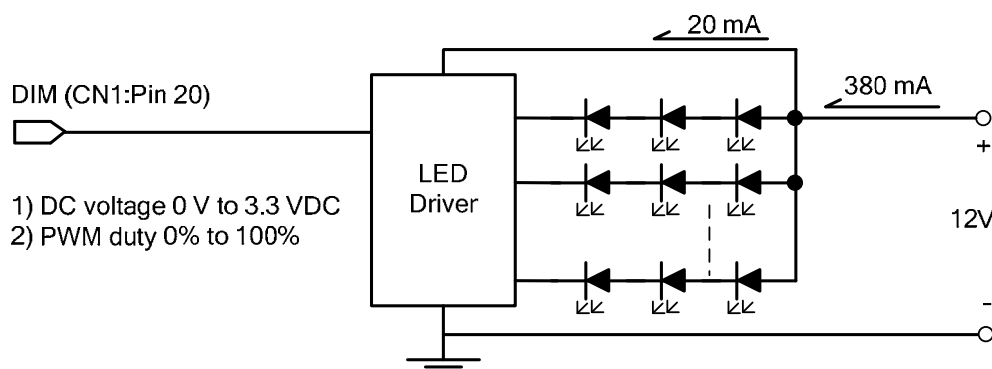 20 mA
DIM (CN1:Pin 20)
380 mA
+
LED
Driver
1) DC voltage 0 V to 3.3 VDC
2) PWM duty 0% to 100%
12V
-